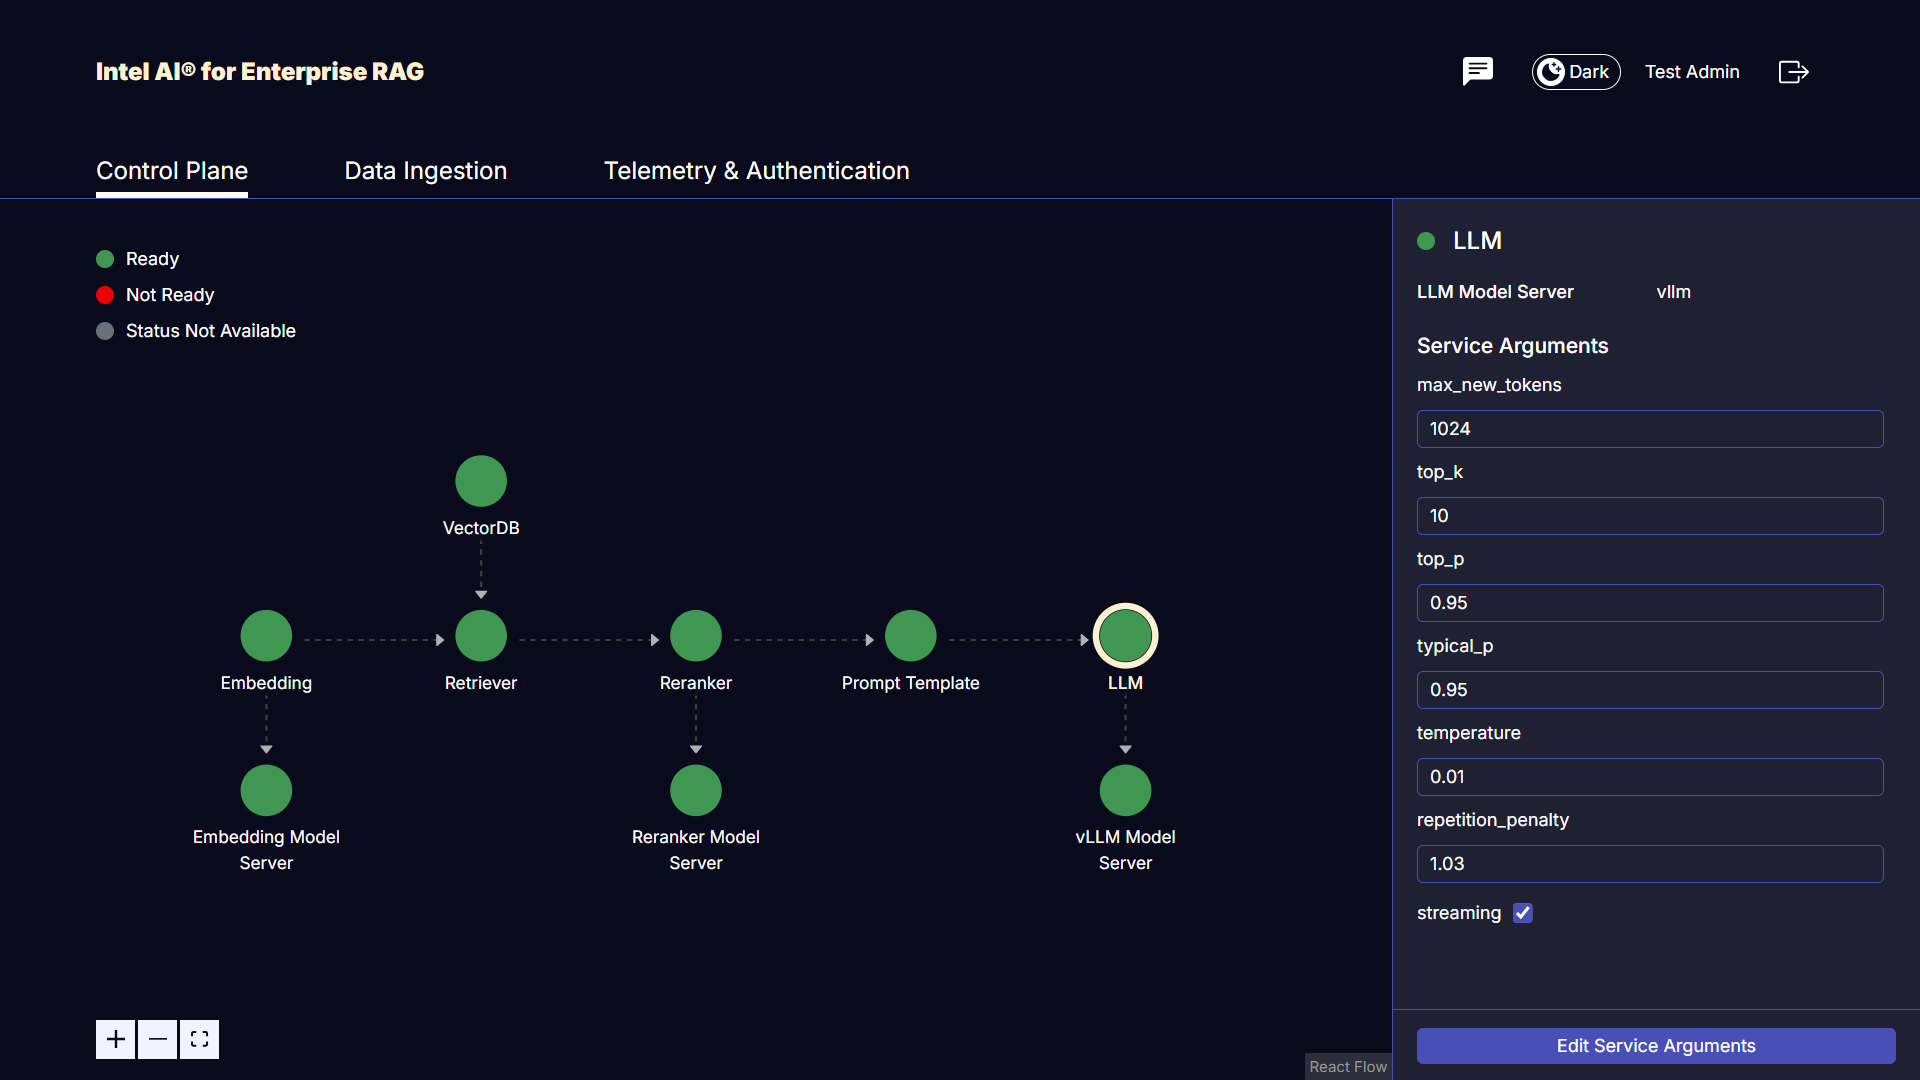 Intel AI® for Enterprise RAG
Dark
Test Admin
Control Plane
Data Ingestion
Telemetry & Authentication
Ready
Not Ready
Status Not Available
VectorDB
Embedding
Retriever
Reranker
Prompt Template
LLM
Embedding Model
Server
Reranker Model
Server
vLLM Model
Server
React Flow
LLM
LLM Model Server vllm
Service Arguments
max_new_tokens
1024
top_k
10
top_p
0.95
typical_p
0.95
temperature
0.01
repetition_penalty
1.03
streaming
Edit Service Arguments